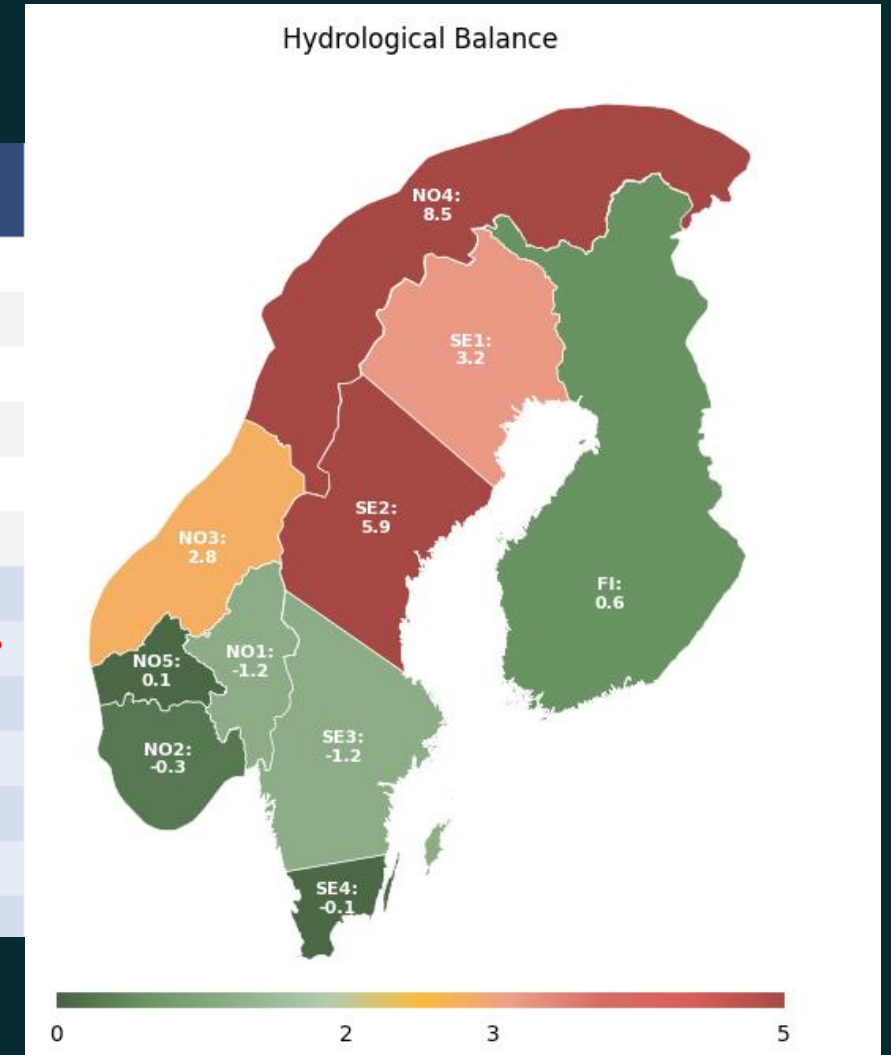 Hydrological Balance
NO4:
8.5
SE1:
3.2
SE2:
5.9
NO3:
2.8
FI:
0.6
NO5:
0.1
NO1:
-1.2
NO2:
-0.3
SE3:
-1.2
SE4:
-0.1
0 2 3 5